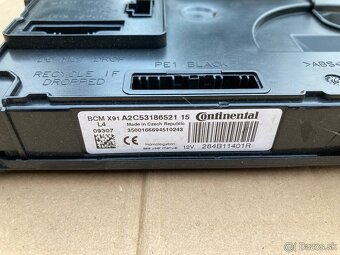 DO NOT DROP
RECYCLE IF
DROPPED
PE1 BLACK
>ABS
BCM X91 A2C53186521 15
Continental
L4
Made in Czech Republic
09307
3500166694510243
Homologation
see user manual
12V
284B11401R
bazos.sk